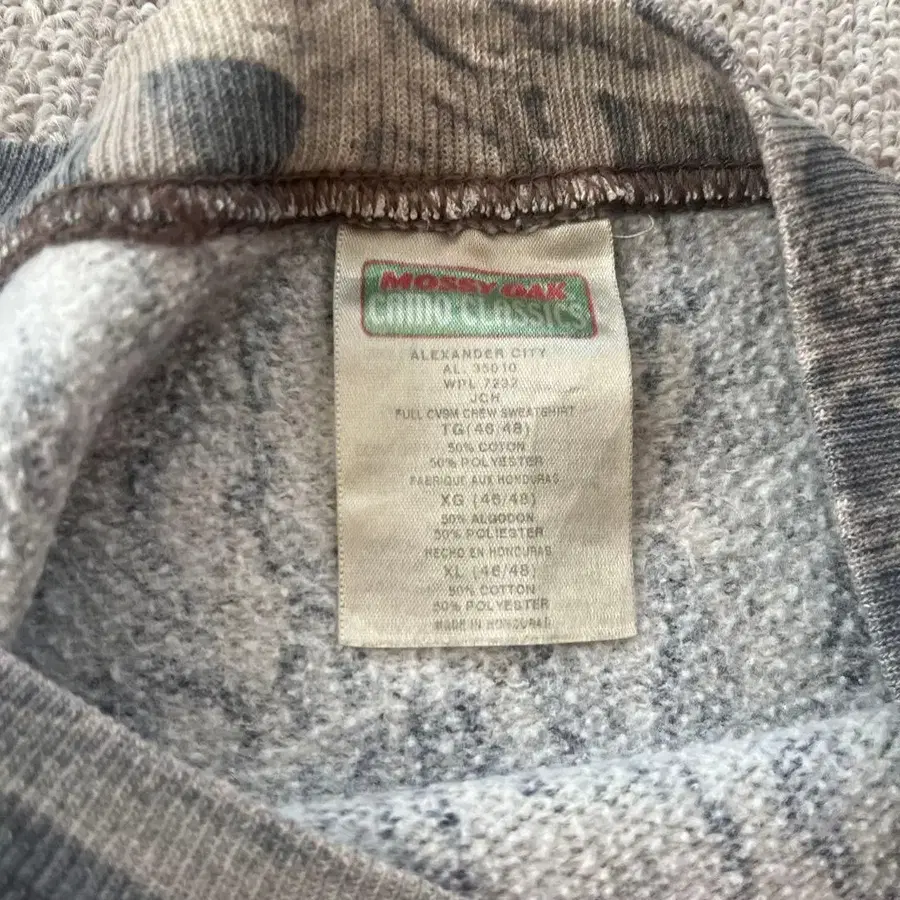 MOSSY OAK
CAMO CLASSICS
ALEXANDER CITY
AL. 35010
WPL 7237
JCH
FULL CVSM CREW SWEATSHIRT
TG(46 48)
50% COTON
50% POLYESTER
FABRIQUE AUX HONDURAS
XG (46/48)
50% ALGODON
50% POLIESTER
HECHO EN HONDURAS
XL (46/48)
50% COTTON
50% POLYESTER
MADE IN HONDURAS